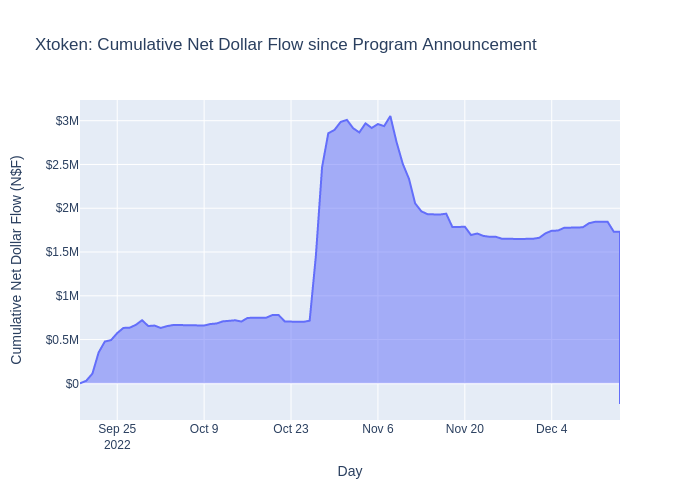 Xtoken: Cumulative Net Dollar Flow since Program Announcement
Cumulative Net Dollar Flow (N$F)
$3M
$2.5M
$2M
$1.5M
$1M
$0.5M
$0
Sep 25
2022
Oct 9
Oct 23
Nov 6
Nov 20
Dec 4
Day